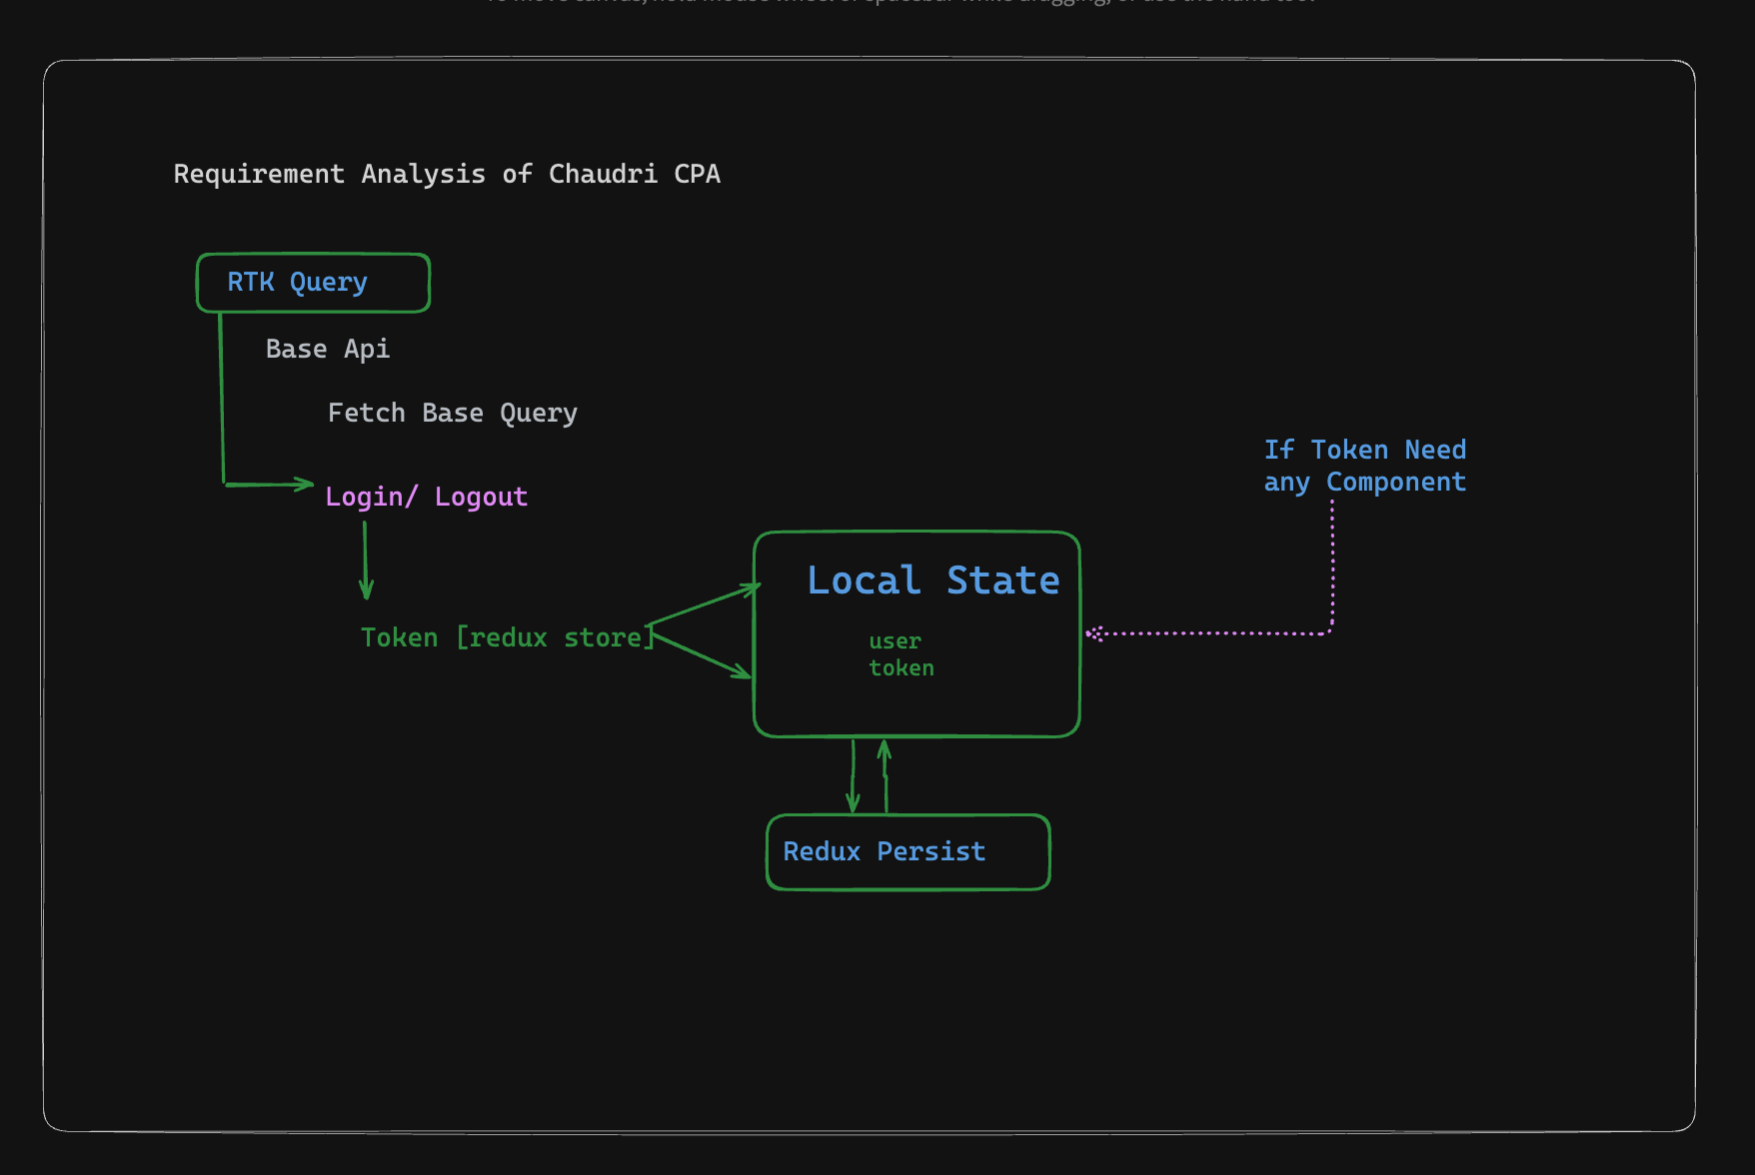 Requirement Analysis of Chaudri CPA
RTK Query
Base Api
Fetch Base Query
Login/ Logout
Token [redux store]
Local State
user
token
If Token Need
any Component
Redux Persist